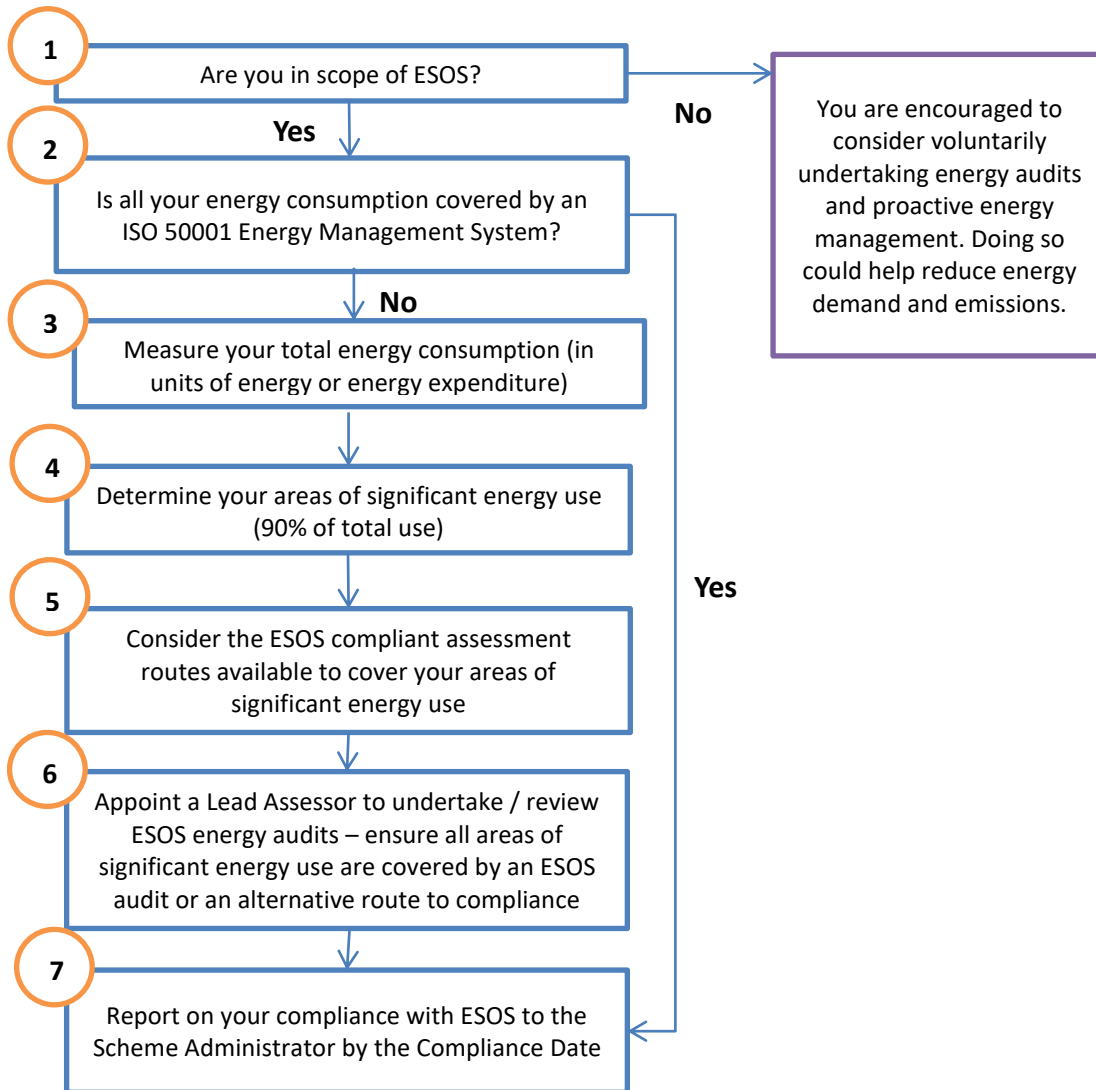 1
Are you in scope of ESOS?
No
You are encouraged to
consider voluntarily
undertaking energy audits
and proactive energy
management. Doing so
could help reduce energy
demand and emissions.
Yes
2
Is all your energy consumption covered by an
ISO 50001 Energy Management System?
No
3
Measure your total energy consumption (in
units of energy or energy expenditure)
4
Determine your areas of significant energy use
(90% of total use)
Yes
5
Consider the ESOS compliant assessment
routes available to cover your areas of
significant energy use
6
Appoint a Lead Assessor to undertake / review
ESOS energy audits – ensure all areas of
significant energy use are covered by an ESOS
audit or an alternative route to compliance
7
Report on your compliance with ESOS to the
Scheme Administrator by the Compliance Date